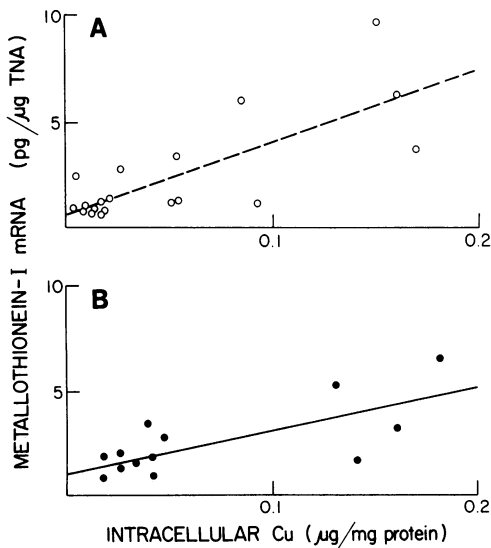 METALLOTHIONEIN-I mRNA (pg/µg TNA)
A
10
5
0.1
0.2
B
10
5
0.1
0.2
INTRACELLULAR Cu (µg/mg protein)